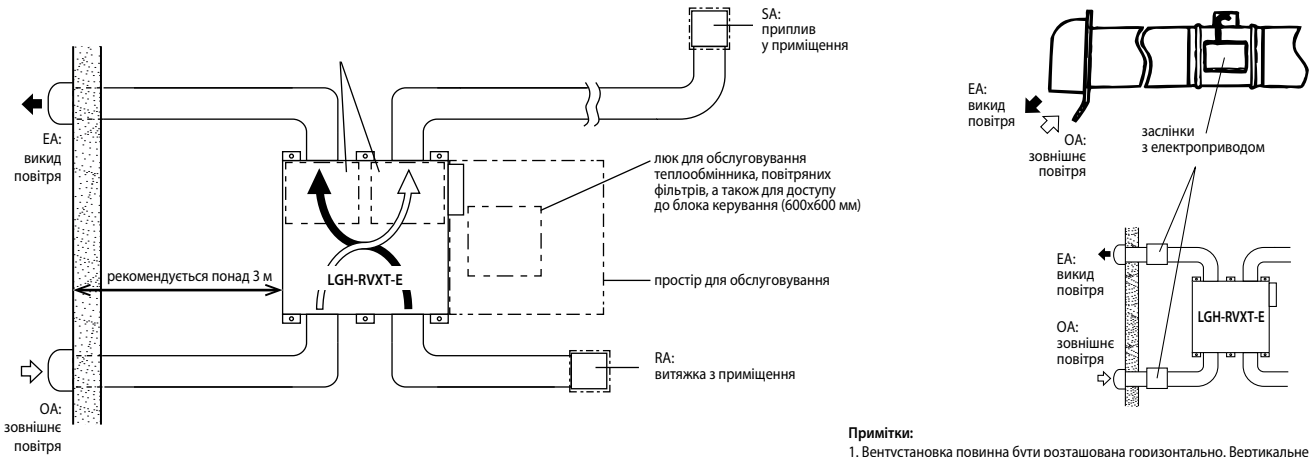 SA:
приплив
у приміщення
EA:
викид
повітря
люк для обслуговування
теплообмінника, повітряних
фільтрів, а також для доступу
до блока керування (600х600 мм)
рекомендується понад 3 м
LGH-RVXT-E
простір для обслуговування
RA:
витяжка з приміщення
OA:
зовнішнє
повітря
EA:
викид
повітря
OA:
зовнішнє
повітря
заслінки
з електроприводом
EA:
викид
повітря
LGH-RVXT-E
OA:
зовнішнє
повітря
Примітки:
1. Вентустановка повинна бути розташована горизонтально. Вертикальне